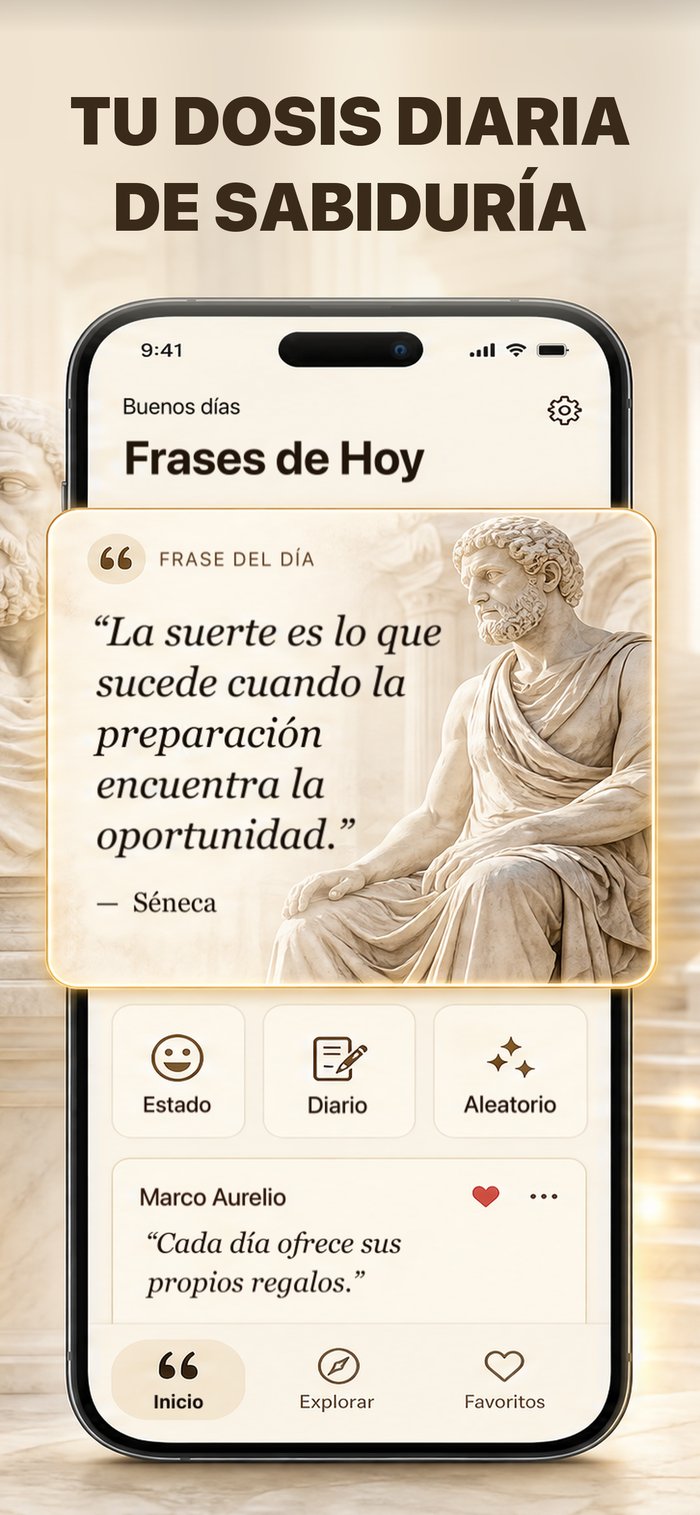 TU DOSIS DIARIA
DE SABIDURÍA
9:41
Buenos días
Frases de Hoy
FRASE DEL DÍA
“La suerte es lo que
sucede cuando la
preparación
encuentra la
oportunidad.”
— Séneca
Estado
Diario
Aleatorio
Marco Aurelio
“Cada día ofrece sus
propios regalos.”
Inicio
Explorar
Favoritos